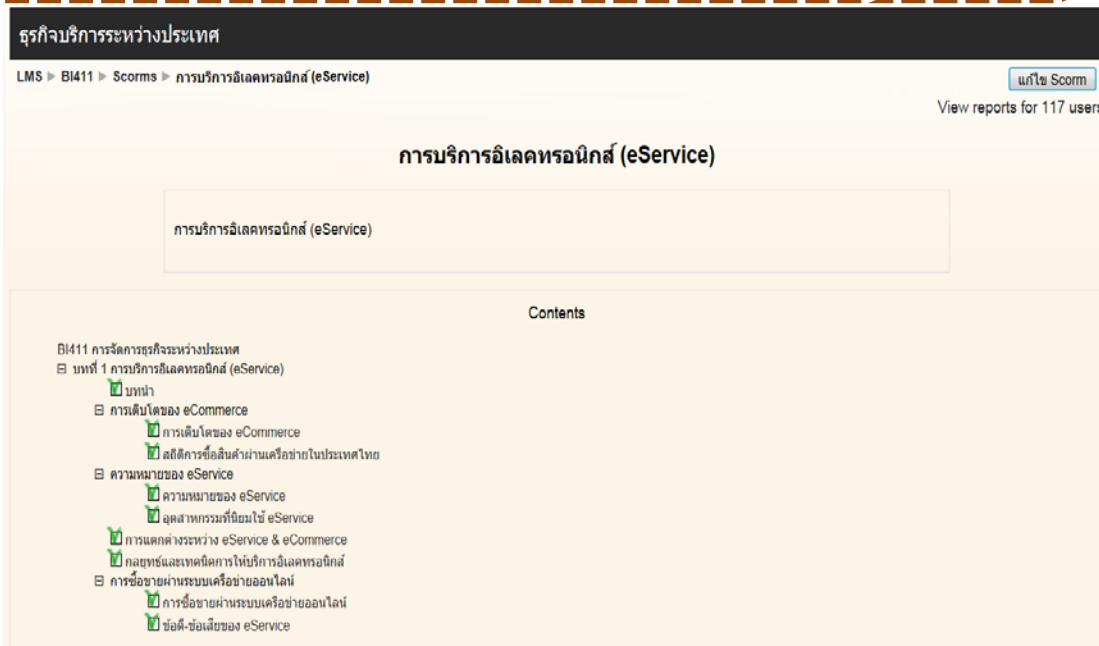 ธุรกิจบริการระหว่างประเทศ
LMS ▶ BI411 ▶ Scorms ▶ การบริการอิเลคทรอนิกส์ (eService)
แก้ไข Scorm
View reports for 117 users
การบริการอิเลคทรอนิกส์ (eService)
การบริการอิเลคทรอนิกส์ (eService)
Contents
BI411 การจัดการธุรกิจระหว่างประเทศ
บทที่ 1 การบริการอิเลคทรอนิกส์ (eService)
บทนำ
การเติบโตของ eCommerce
การเติบโตของ eCommerce
สถิติการซื้อสินค้าผ่านเครือข่ายในประเทศไทย
ความหมายของ eService
ความหมายของ eService
อุตสาหกรรมที่นิยมใช้ eService
การแตกต่างระหว่าง eService & eCommerce
กลยุทธ์และเทคนิคการให้บริการอิเลคทรอนิกส์
การซื้อขายผ่านระบบเครือข่ายออนไลน์
การซื้อขายผ่านระบบเครือข่ายออนไลน์
ข้อดี-ข้อเสียของ eService